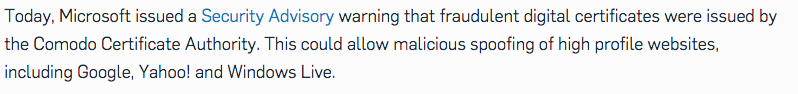 Today, Microsoft issued a Security Advisory warning that fraudulent digital certificates were issued by
the Comodo Certificate Authority. This could allow malicious spoofing of high profile websites,
including Google, Yahoo! and Windows Live.